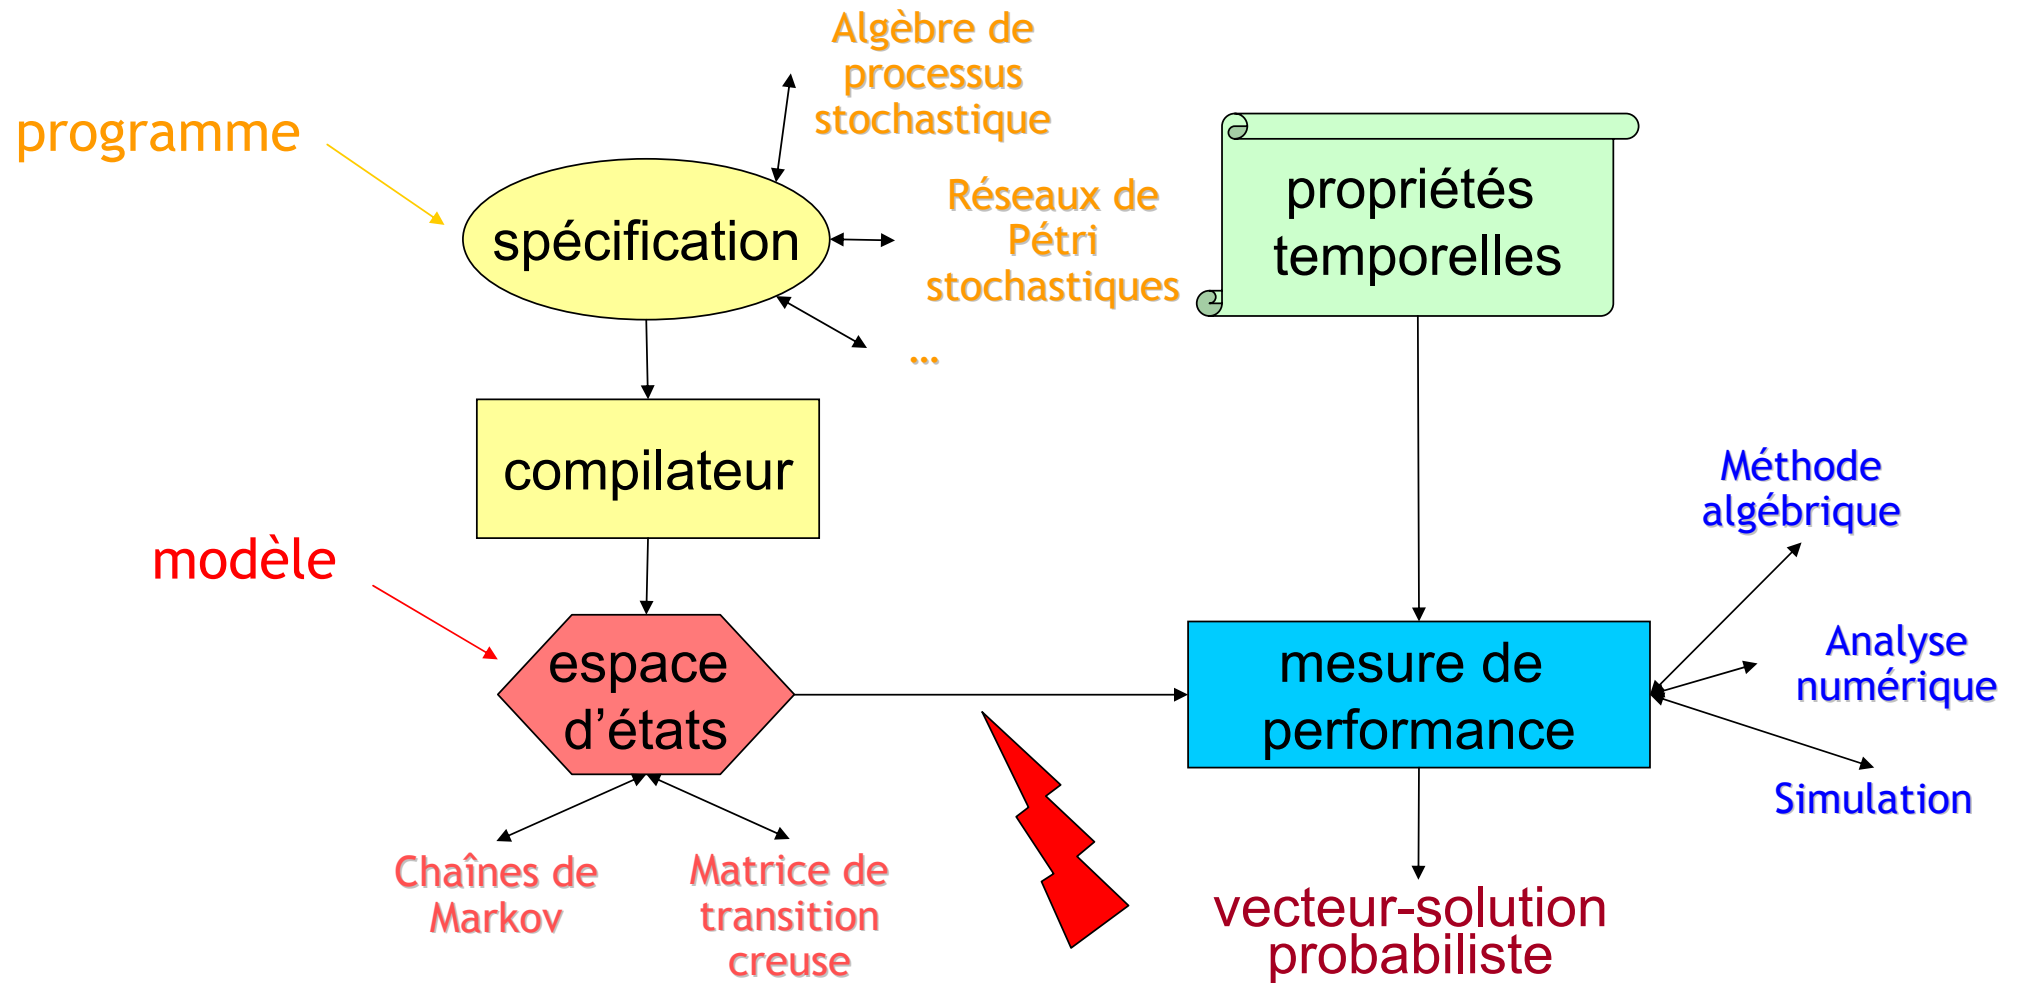 Algèbre de
processus
stochastique
programme
spécification
Réseaux de
Pétri
stochastiques
...
propriétés
temporelles
compilateur
Méthode
algébrique
modèle
espace
d'états
mesure de
performance
Analyse
numérique
Simulation
Chaînes de
Markov
Matrice de
transition
creuse
vecteur-solution
probabiliste